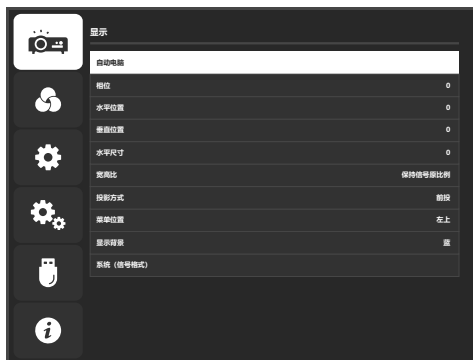 显示
自动电脑
相位 0
水平位置 0
垂直位置 0
水平尺寸 0
宽高比 保持信号原比例
投影方式 前投
菜单位置 左上
显示背景 蓝
系统（信号格式）